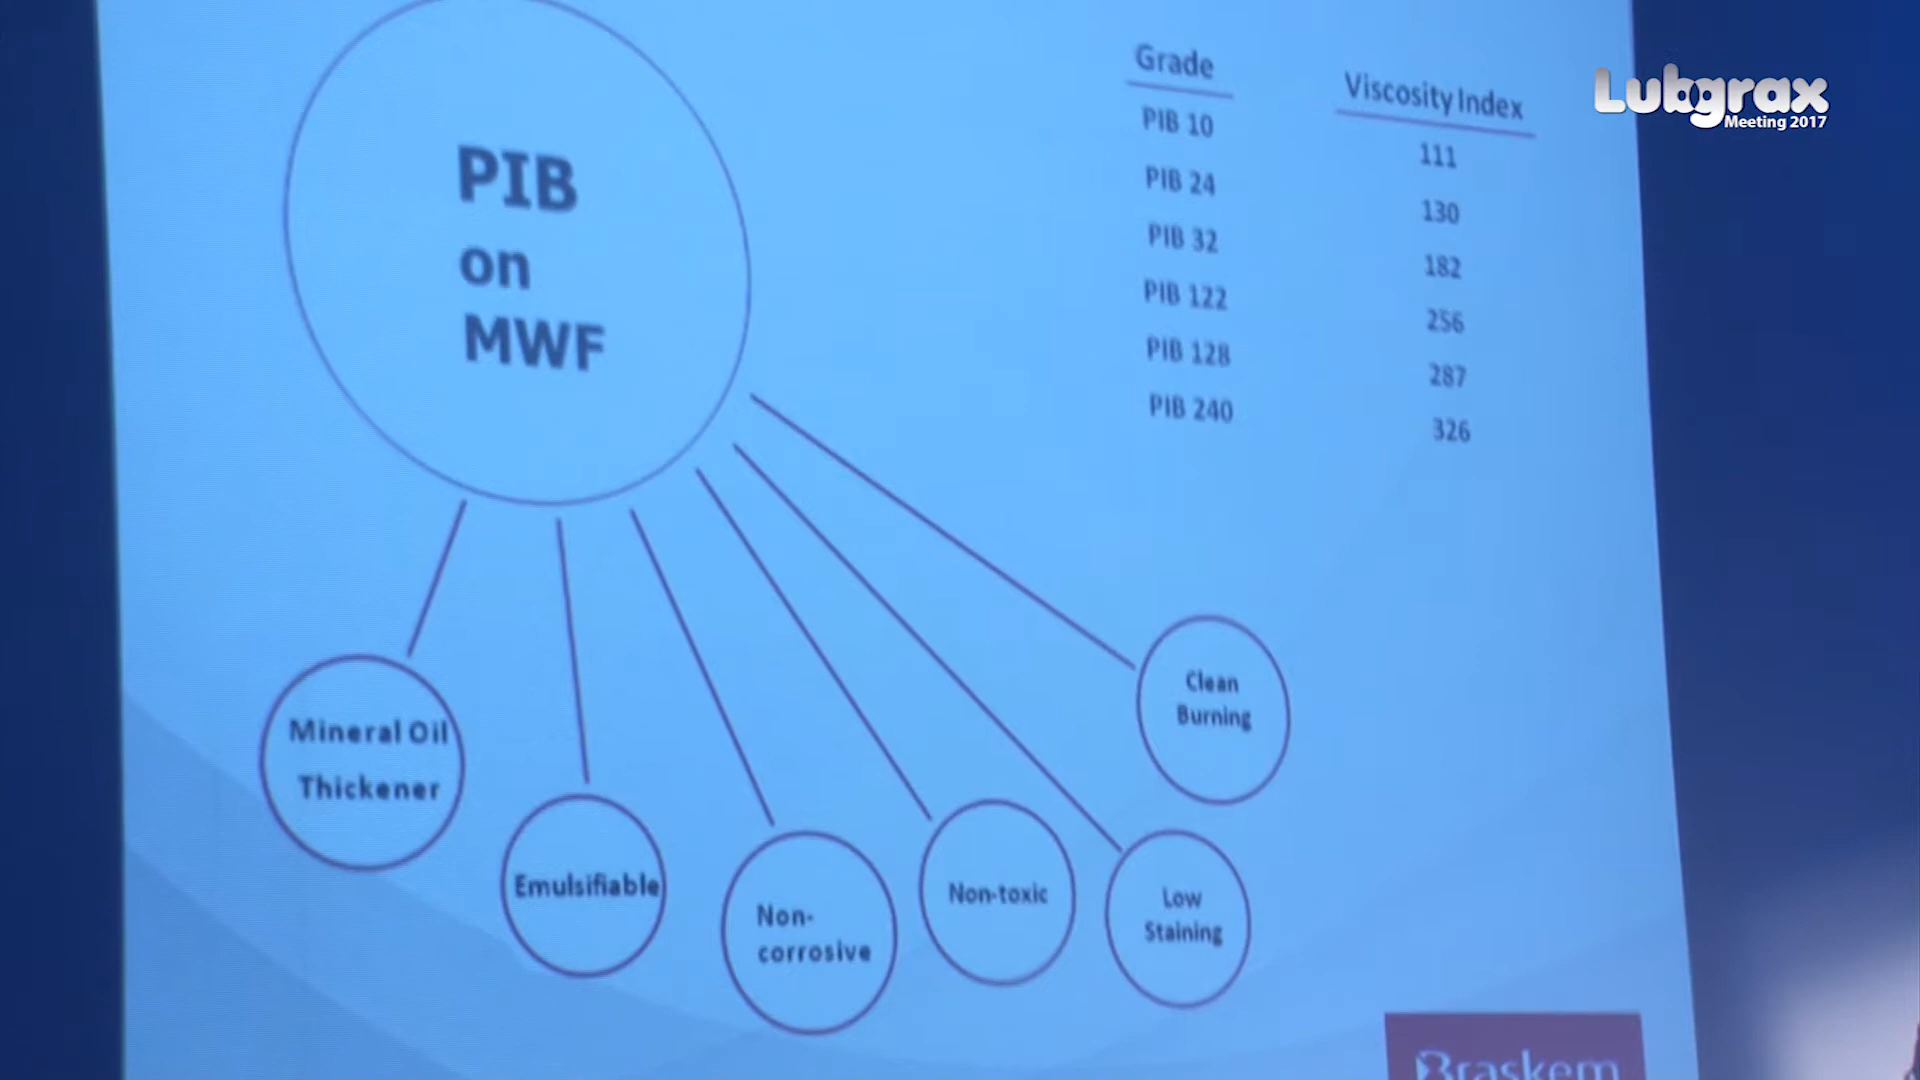 Lubgrax
Meeting 2017
PIB
on
MWF
Grade Viscosity Index
PIB 10 111
PIB 24 130
PIB 32 182
PIB 122 256
PIB 128 287
PIB 240 326
Mineral Oil
Thickener
Emulsifiable
Non-
corrosive
Non-toxic
Low
Staining
Clean
Burning
Braskem